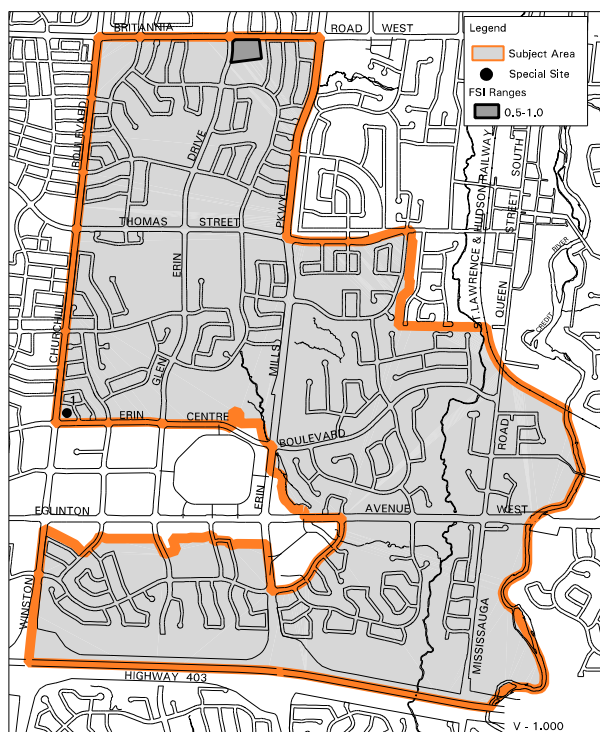 BRITANNIA ROAD WEST
Legend
Subject Area
Special Site
FSI Ranges
0.5-1.0
BOULEVARD
DRIVE
PKWY
ST.LAWRENCE & HUDSON RAILWAY
STREET SOUTH
THOMAS STREET
ERIN
RIVER
CREDIT
QUEEN
CHURCHILL
GLEN
MILLS
1
ERIN CENTRE
BOULEVARD
ROAD
ERIN
EGLINTON AVENUE WEST
WINSTON
MISSISSAUGA
HIGHWAY 403
V - 1.000